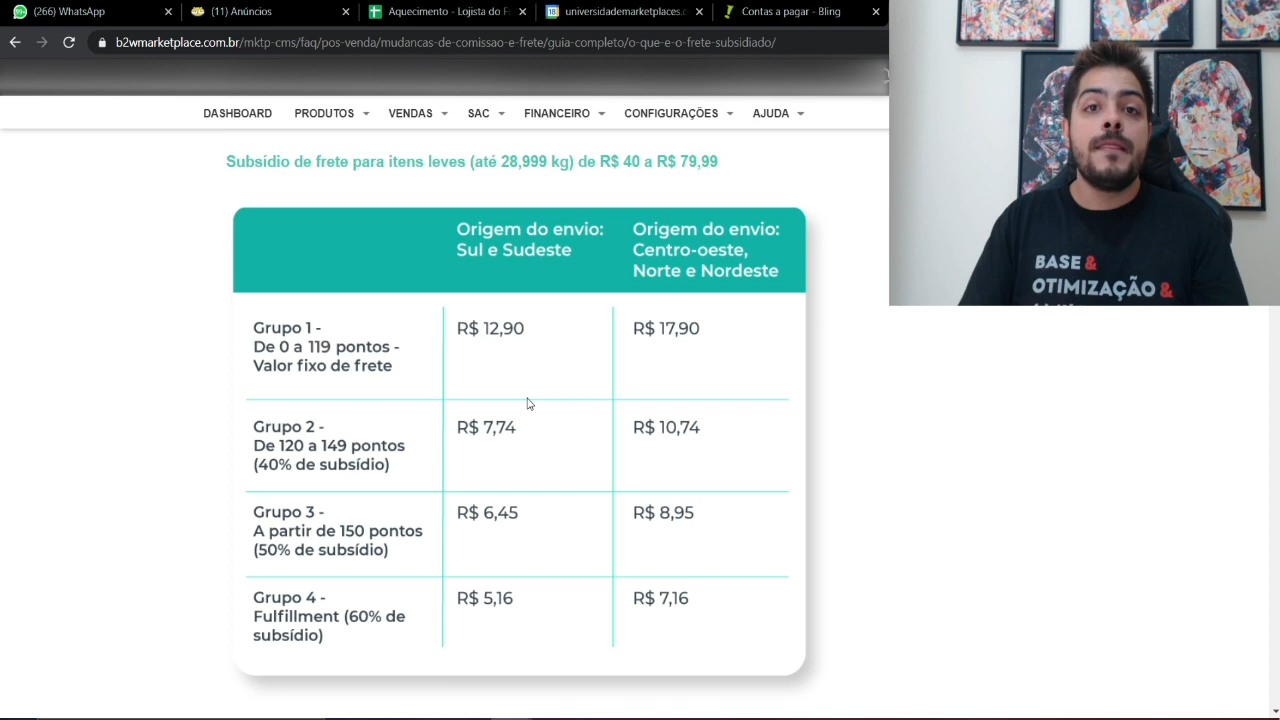 (266) WhatsApp
(11) Anúncios
Aquecimento - Lojista do F
universidademarketplaces.c
Contas a pagar - Bling
b2wmarketplace.com.br/mktp-cms/faq/pos-venda/mudancas-de-comissao-e-frete/guia-completo/o-que-e-o-frete-subsidiado/
DASHBOARD PRODUTOS VENDAS SAC FINANCEIRO CONFIGURAÇÕES AJUDA
Subsídio de frete para itens leves (até 28,999 kg) de R$ 40 a R$ 79,99
Origem do envio:
Sul e Sudeste
Origem do envio:
Centro-oeste,
Norte e Nordeste
Grupo 1 -
De 0 a 119 pontos -
Valor fixo de frete
R$ 12,90
R$ 17,90
Grupo 2 -
De 120 a 149 pontos
(40% de subsídio)
R$ 7,74
R$ 10,74
Grupo 3 -
A partir de 150 pontos
(50% de subsídio)
R$ 6,45
R$ 8,95
Grupo 4 -
Fulfillment (60% de
subsídio)
R$ 5,16
R$ 7,16
BASE&
OTIMIZAÇÃO&